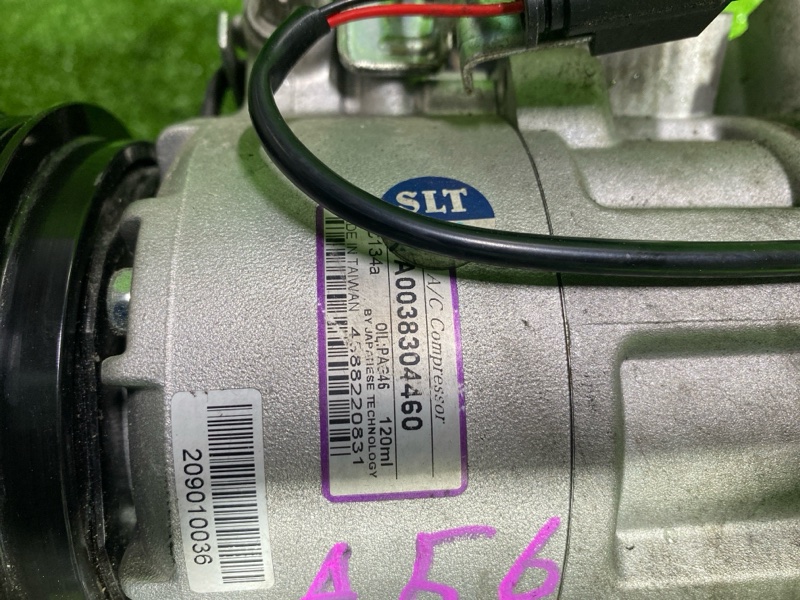 SLT
A/C Compressor
A0038304460
OIL:PAG46 120ml
BY JAPANESE TECHNOLOGY
134a
DE IN TAIWAN 4588220831
209010036
A56